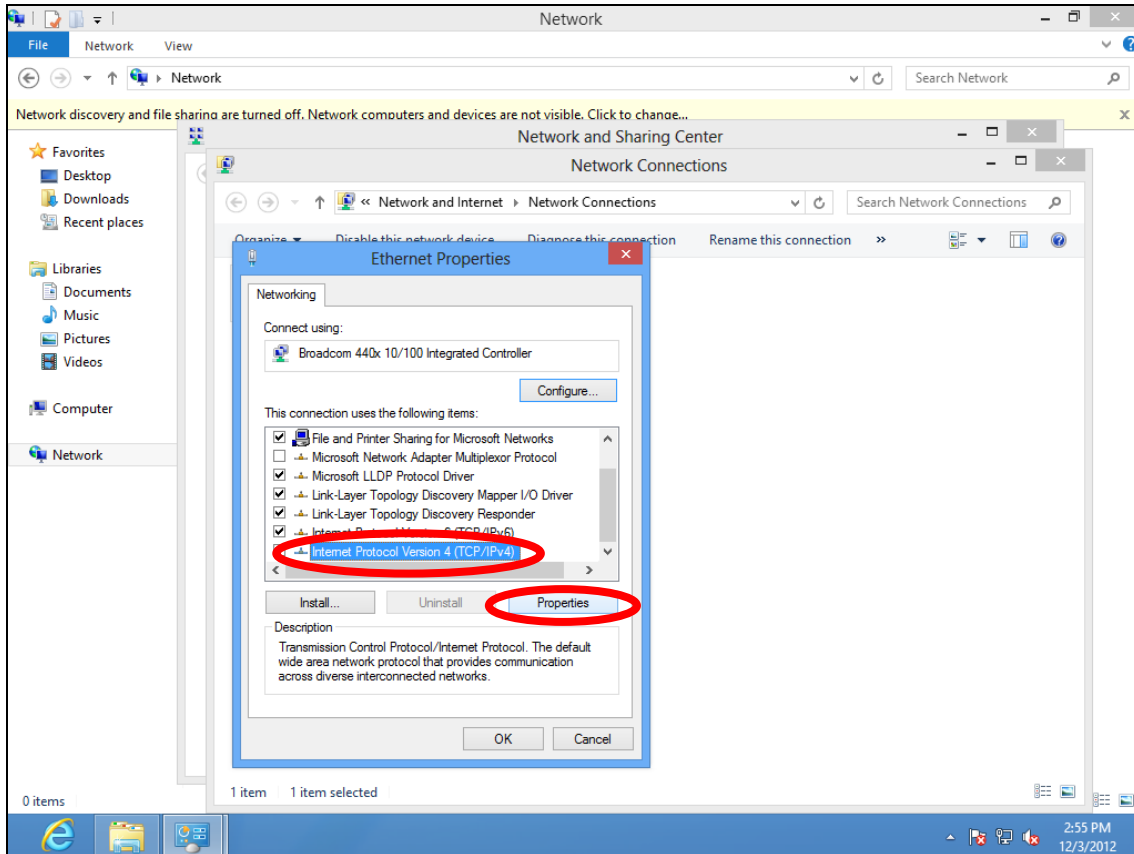 Network
File Network View
Network
Search Network
Network discovery and file sharing are turned off. Network computers and devices are not visible. Click to change...
Favorites
Desktop
Downloads
Recent places
Libraries
Documents
Music
Pictures
Videos
Computer
Network
Network and Sharing Center
Network Connections
« Network and Internet Network Connections
Search Network Connections
Organize Disable this network device Diagnose this connection Rename this connection »
Ethernet Properties
Networking
Connect using:
Broadcom 440x 10/100 Integrated Controller
Configure...
This connection uses the following items:
File and Printer Sharing for Microsoft Networks
Microsoft Network Adapter Multiplexor Protocol
Microsoft LLDP Protocol Driver
Link-Layer Topology Discovery Mapper I/O Driver
Link-Layer Topology Discovery Responder
Internet Protocol Version 6 (TCP/IPv6)
Internet Protocol Version 4 (TCP/IPv4)
Install... Uninstall Properties
Description
Transmission Control Protocol/Internet Protocol. The default
wide area network protocol that provides communication
across diverse interconnected networks.
OK Cancel
1 item 1 item selected
0 items
2:55 PM
12/3/2012